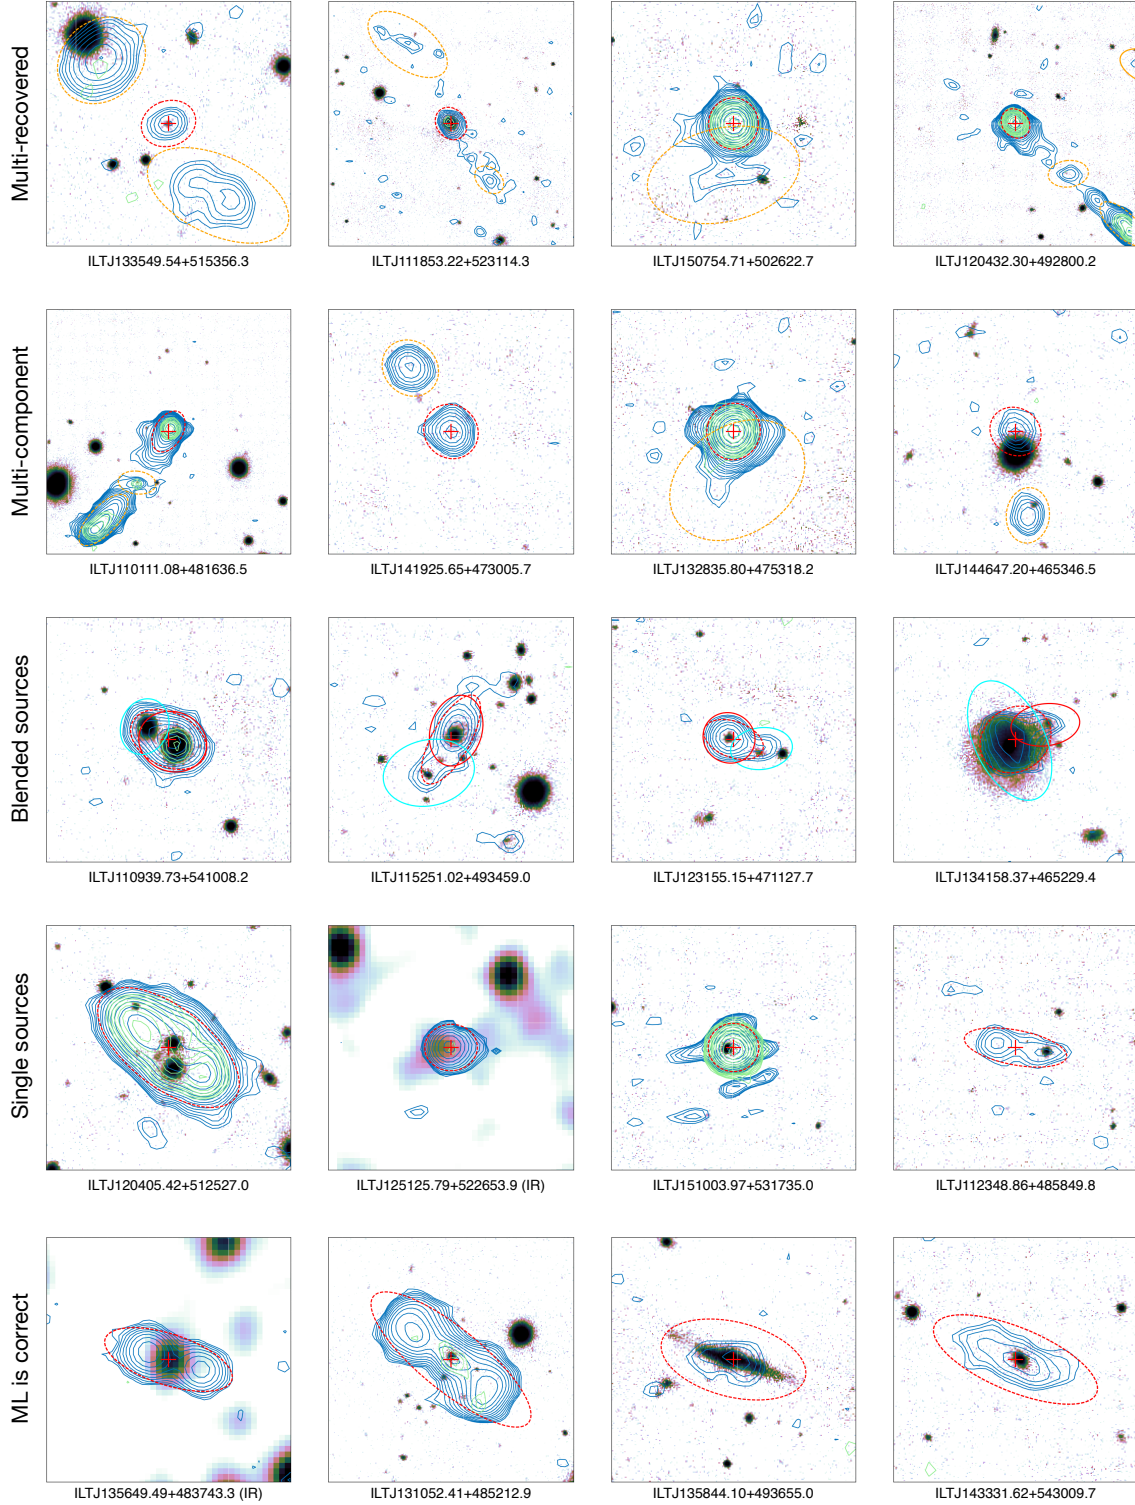 Multi-recovered
ILTJ133549.54+515356.3
ILTJ111853.22+523114.3
ILTJ150754.71+502622.7
ILTJ120432.30+492800.2
Multi-component
ILTJ110111.08+481636.5
ILTJ141925.65+473005.7
ILTJ132835.80+475318.2
ILTJ144647.20+465346.5
Blended sources
ILTJ110939.73+541008.2
ILTJ115251.02+493459.0
ILTJ123155.15+471127.7
ILTJ134158.37+465229.4
Single sources
ILTJ120405.42+512527.0
ILTJ125125.79+522653.9 (IR)
ILTJ151003.97+531735.0
ILTJ112348.86+485849.8
ML is correct
ILTJ135649.49+483743.3 (IR)
ILTJ131052.41+485212.9
ILTJ135844.10+493655.0
ILTJ143331.62+543009.7